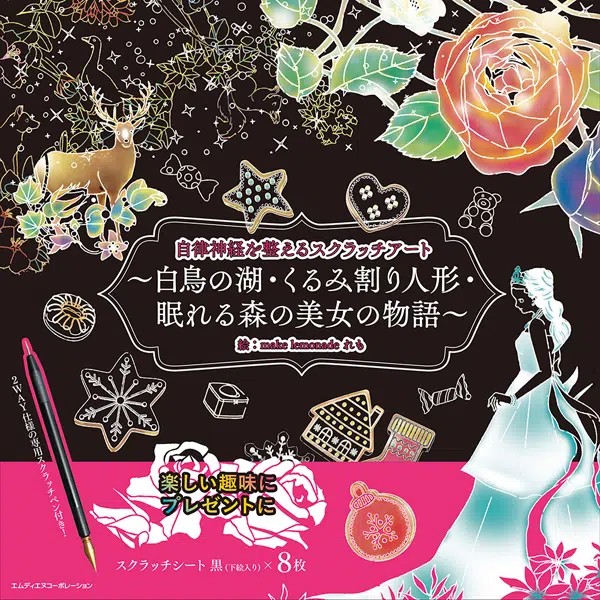 自律神経を整えるスクラッチアート
～白鳥の湖・くるみ割り人形・
眠れる森の美女の物語～
絵：make lemonade れも
2WAY仕様の専用スクラッチペン付き！
楽しい趣味に
プレゼントに
スクラッチシート 黒（下絵入り）×8枚
エムディエヌコーポレーション